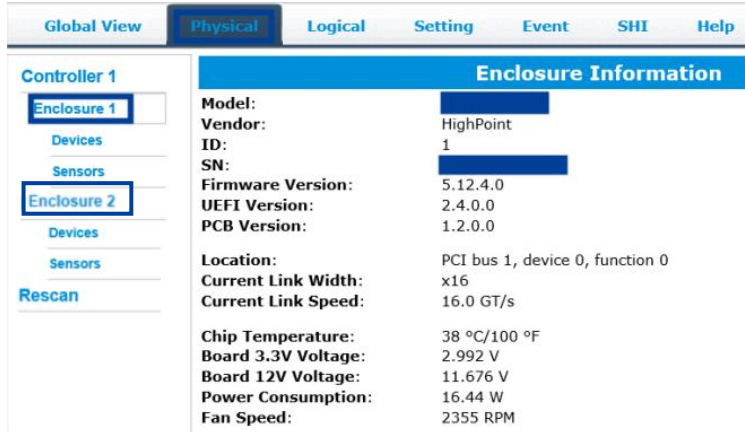 Global View Physical Logical Setting Event SHI Help
Controller 1
Enclosure 1
Devices
Sensors
Enclosure 2
Devices
Sensors
Rescan
Enclosure Information
Model:
Vendor: HighPoint
ID: 1
SN:
Firmware Version: 5.12.4.0
UEFI Version: 2.4.0.0
PCB Version: 1.2.0.0
Location: PCI bus 1, device 0, function 0
Current Link Width: x16
Current Link Speed: 16.0 GT/s
Chip Temperature: 38 ºC/100 ºF
Board 3.3V Voltage: 2.992 V
Board 12V Voltage: 11.676 V
Power Consumption: 16.44 W
Fan Speed: 2355 RPM